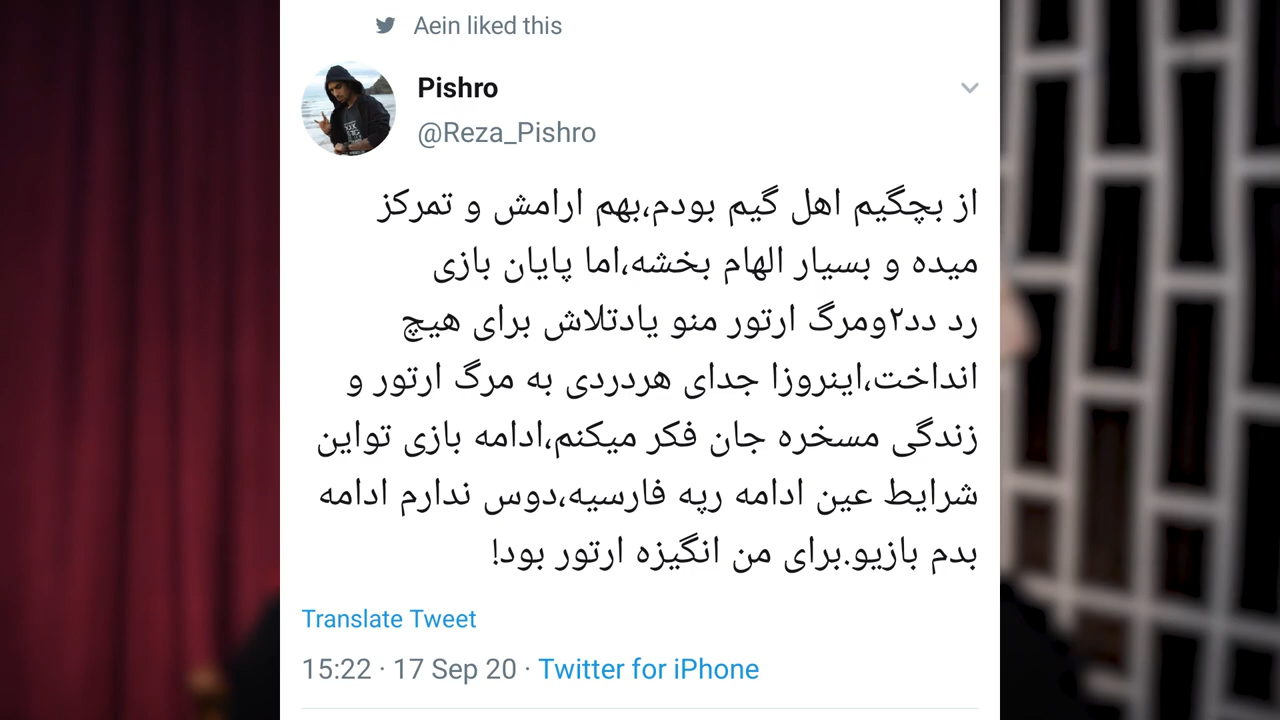 Aein liked this
Pishro
@Reza_Pishro
از بچگیم اهل گیم بودم،بهم ارامش و تمرکز
میده و بسیار الهام بخشه،اما پایان بازی
رد دد۲ومرگ ارتور منو یادتلاش برای هیچ
انداخت،اینروزا جدای هردردی به مرگ ارتور و
زندگی مسخره جان فکر میکنم،ادامه بازی تواین
شرایط عین ادامه رپه فارسیه،دوس ندارم ادامه
بدم بازیو.برای من انگیزه ارتور بود!
Translate Tweet
15:22 · 17 Sep 20 · Twitter for iPhone